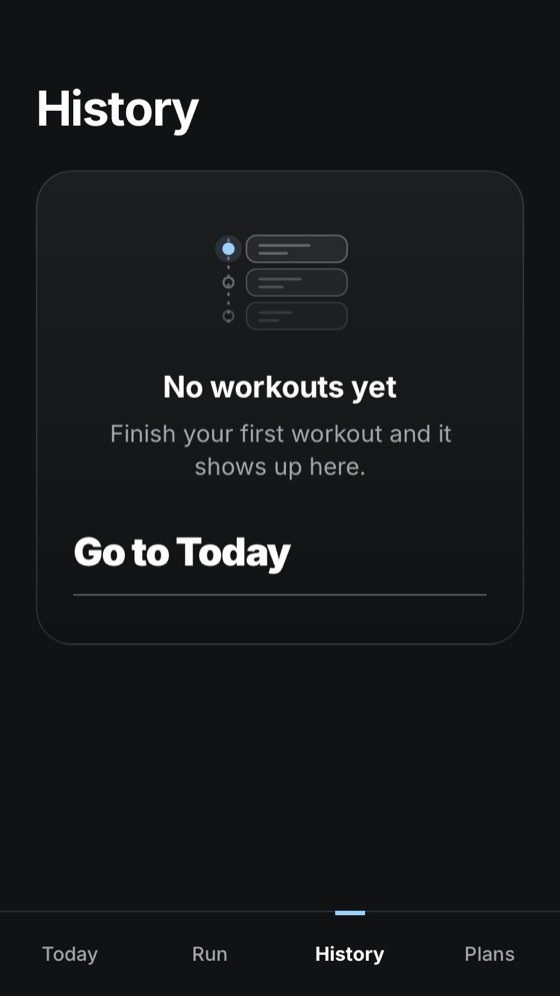 History
No workouts yet
Finish your first workout and it
shows up here.
Go to Today
Today
Run
History
Plans